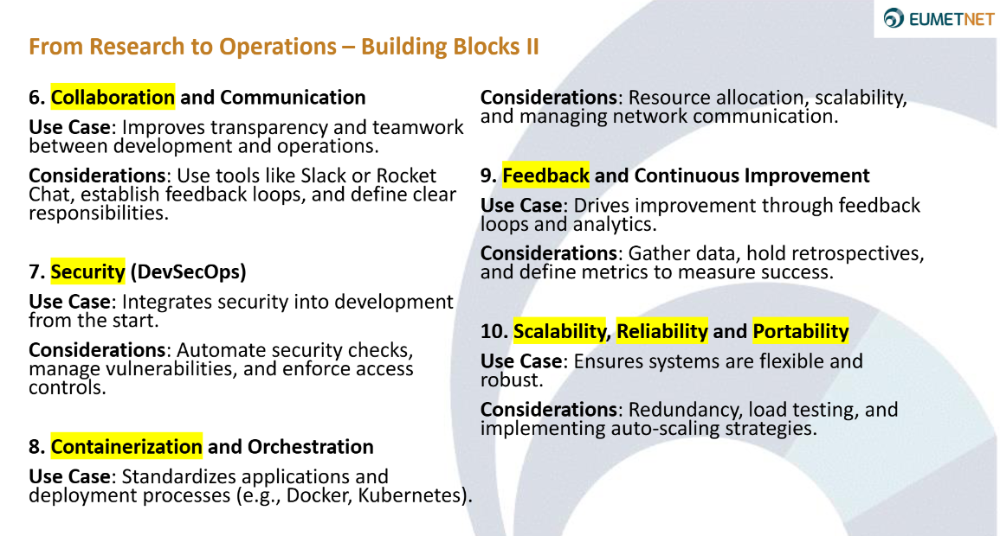 EUMETNET
From Research to Operations – Building Blocks II
6. Collaboration and Communication
Use Case: Improves transparency and teamwork
between development and operations.
Considerations: Use tools like Slack or Rocket
Chat, establish feedback loops, and define clear
responsibilities.
7. Security (DevSecOps)
Use Case: Integrates security into development
from the start.
Considerations: Automate security checks,
manage vulnerabilities, and enforce access
controls.
8. Containerization and Orchestration
Use Case: Standardizes applications and
deployment processes (e.g., Docker, Kubernetes).
Considerations: Resource allocation, scalability,
and managing network communication.
9. Feedback and Continuous Improvement
Use Case: Drives improvement through feedback
loops and analytics.
Considerations: Gather data, hold retrospectives,
and define metrics to measure success.
10. Scalability, Reliability and Portability
Use Case: Ensures systems are flexible and
robust.
Considerations: Redundancy, load testing, and
implementing auto-scaling strategies.